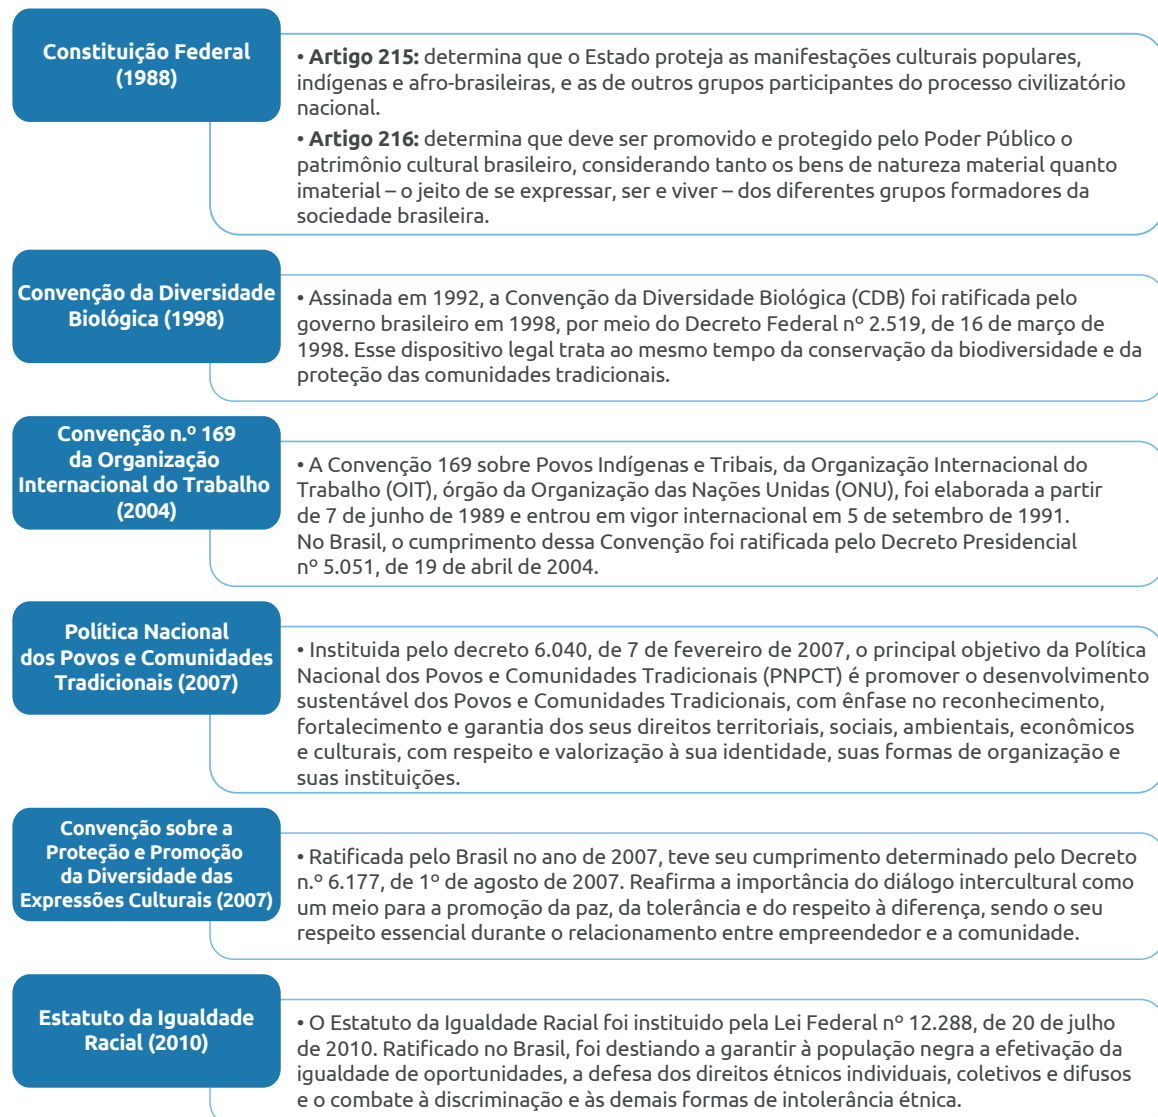 Constituição Federal
(1988)
• Artigo 215: determina que o Estado proteja as manifestações culturais populares,
indígenas e afro-brasileiras, e as de outros grupos participantes do processo civilizatório
nacional.
• Artigo 216: determina que deve ser promovido e protegido pelo Poder Público o
patrimônio cultural brasileiro, considerando tanto os bens de natureza material quanto
imaterial – o jeito de se expressar, ser e viver – dos diferentes grupos formadores da
sociedade brasileira.
Convenção da Diversidade
Biológica (1998)
• Assinada em 1992, a Convenção da Diversidade Biológica (CDB) foi ratificada pelo
governo brasileiro em 1998, por meio do Decreto Federal nº 2.519, de 16 de março de
1998. Esse dispositivo legal trata ao mesmo tempo da conservação da biodiversidade e da
proteção das comunidades tradicionais.
Convenção n.º 169
da Organização
Internacional do Trabalho
(2004)
• A Convenção 169 sobre Povos Indígenas e Tribais, da Organização Internacional do
Trabalho (OIT), órgão da Organização das Nações Unidas (ONU), foi elaborada a partir
de 7 de junho de 1989 e entrou em vigor internacional em 5 de setembro de 1991.
No Brasil, o cumprimento dessa Convenção foi ratificada pelo Decreto Presidencial
nº 5.051, de 19 de abril de 2004.
Política Nacional
dos Povos e Comunidades
Tradicionais (2007)
• Instituida pelo decreto 6.040, de 7 de fevereiro de 2007, o principal objetivo da Política
Nacional dos Povos e Comunidades Tradicionais (PNPCT) é promover o desenvolvimento
sustentável dos Povos e Comunidades Tradicionais, com ênfase no reconhecimento,
fortalecimento e garantia dos seus direitos territoriais, sociais, ambientais, econômicos
e culturais, com respeito e valorização à sua identidade, suas formas de organização e
suas instituições.
Convenção sobre a
Proteção e Promoção
da Diversidade das
Expressões Culturais (2007)
• Ratificada pelo Brasil no ano de 2007, teve seu cumprimento determinado pelo Decreto
n.º 6.177, de 1º de agosto de 2007. Reafirma a importância do diálogo intercultural como
um meio para a promoção da paz, da tolerância e do respeito à diferença, sendo o seu
respeito essencial durante o relacionamento entre empreendedor e a comunidade.
Estatuto da Igualdade
Racial (2010)
• O Estatuto da Igualdade Racial foi instituido pela Lei Federal nº 12.288, de 20 de julho
de 2010. Ratificado no Brasil, foi destiando a garantir à população negra a efetivação da
igualdade de oportunidades, a defesa dos direitos étnicos individuais, coletivos e difusos
e o combate à discriminação e às demais formas de intolerância étnica.